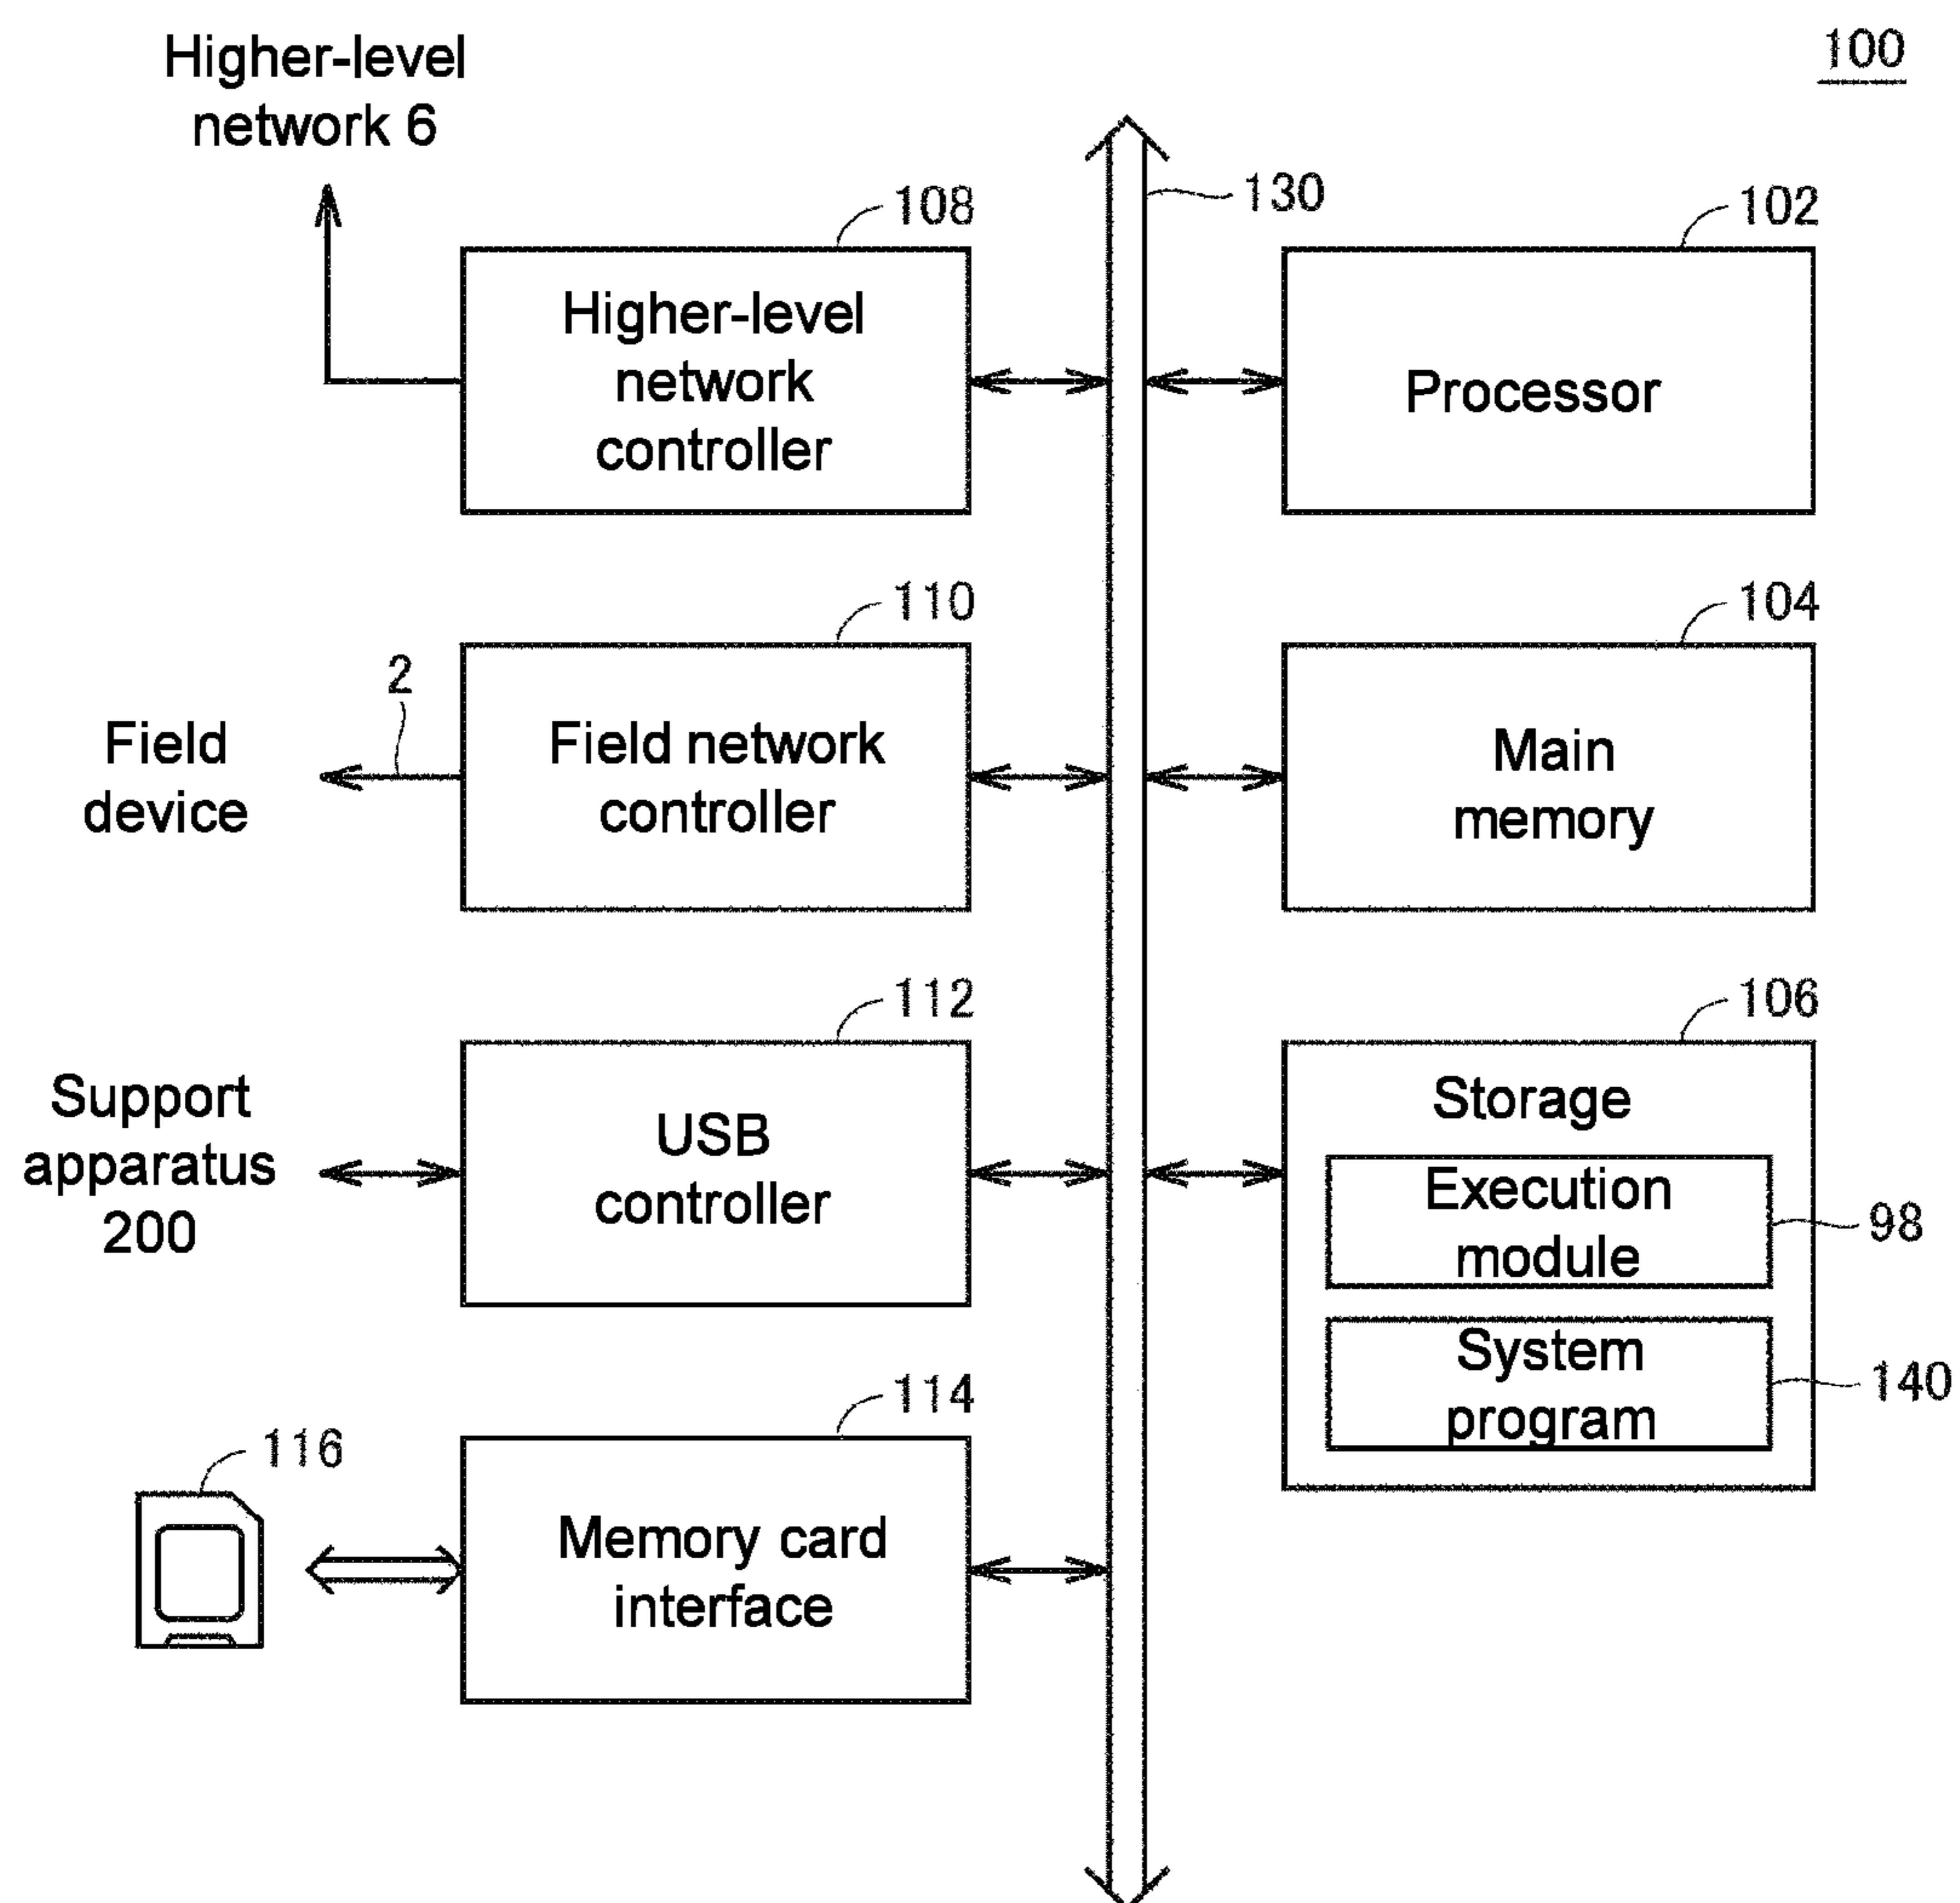 100
Higher-level
network 6
108
130
102
Higher-level
network
controller
Processor
110
104
2
Field
device
Field network
controller
Main
memory
112
106
Support
apparatus
200
USB
controller
Storage
Execution
module
98
System
program
140
114
116
Memory card
interface